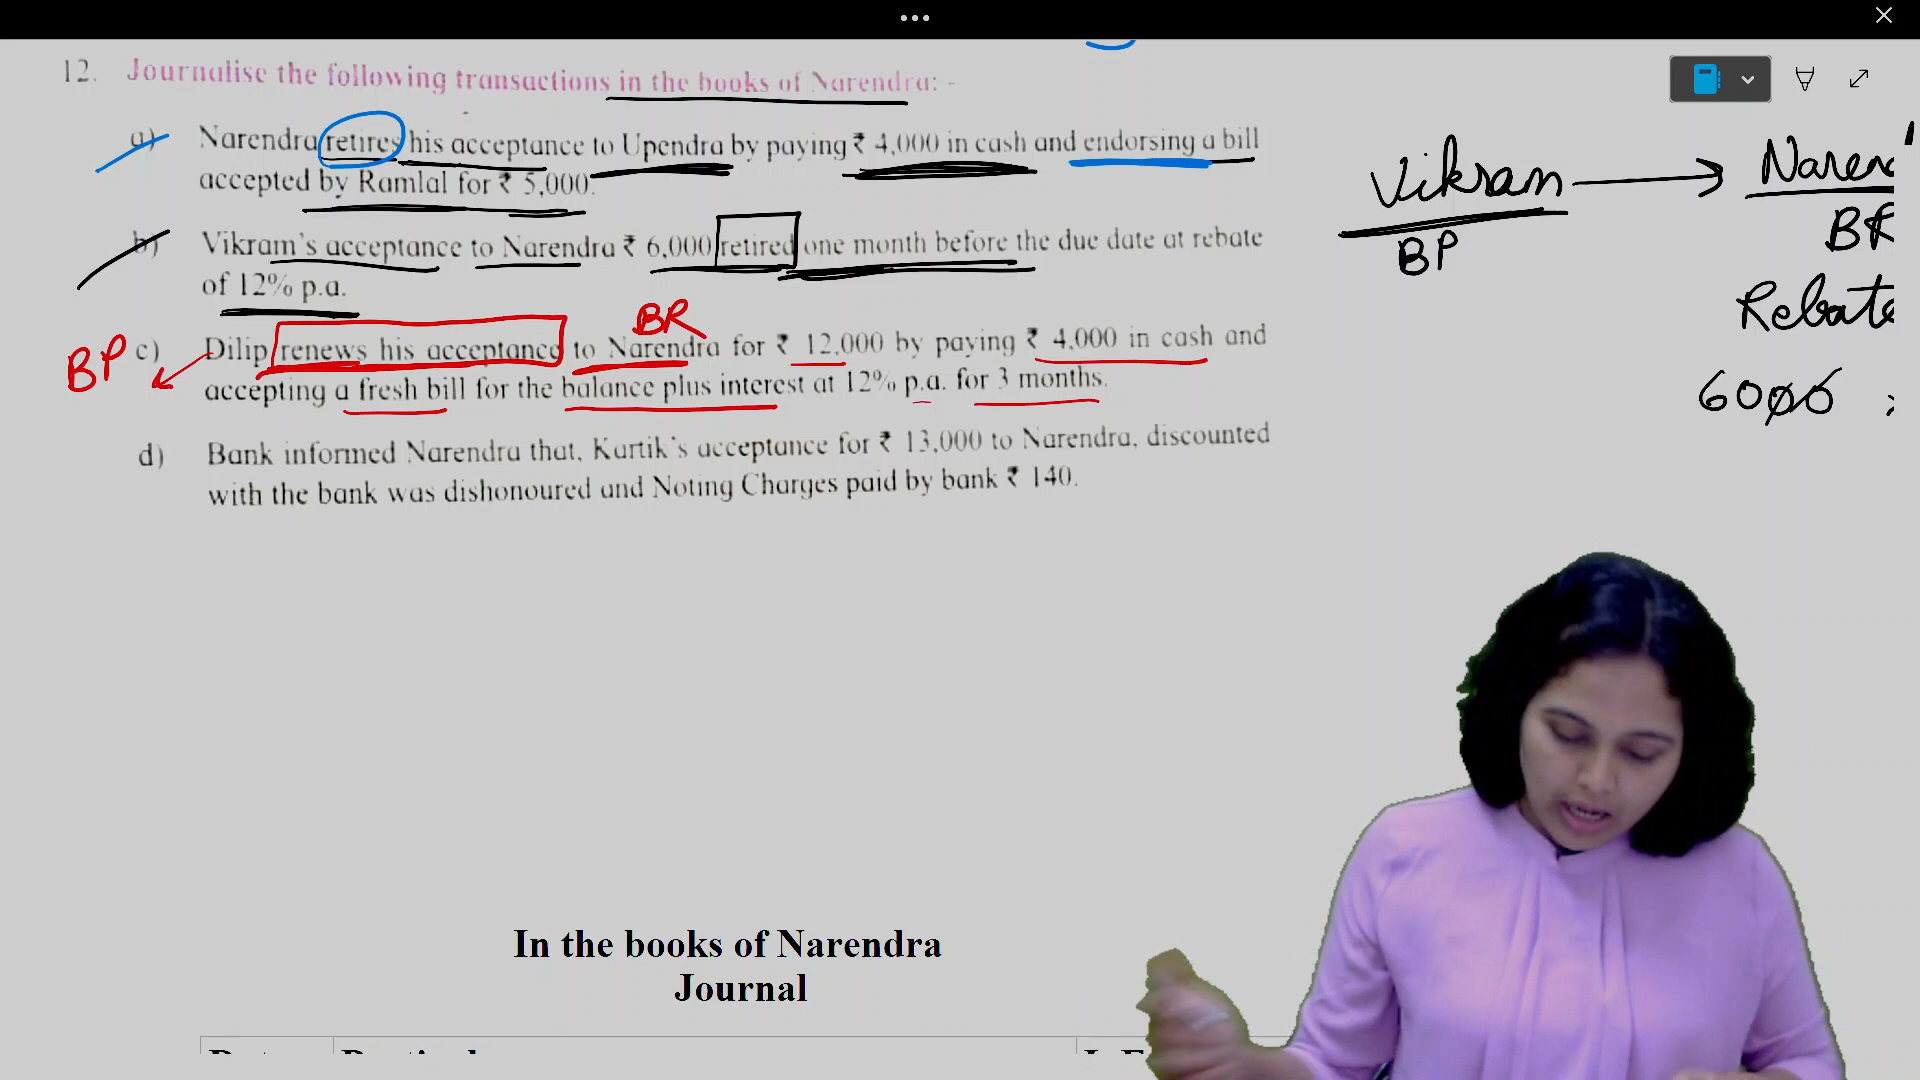 12. Journalise the following transactions in the books of Narendra: -
a) Narendra retires his acceptance to Upendra by paying ₹ 4,000 in cash and endorsing a bill
accepted by Ramlal for ₹ 5,000.
b) Vikram's acceptance to Narendra ₹ 6,000 retired one month before the due date at rebate
of 12% p.a.
BR
BP
c) Dilip renews his acceptance to Narendra for ₹ 12,000 by paying ₹ 4,000 in cash and
accepting a fresh bill for the balance plus interest at 12% p.a. for 3 months.
d) Bank informed Narendra that, Kartik's acceptance for ₹ 13,000 to Narendra, discounted
with the bank was dishonoured and Noting Charges paid by bank ₹ 140.
Vikram → Naren
BP BR
Rebate
6000
In the books of Narendra
Journal